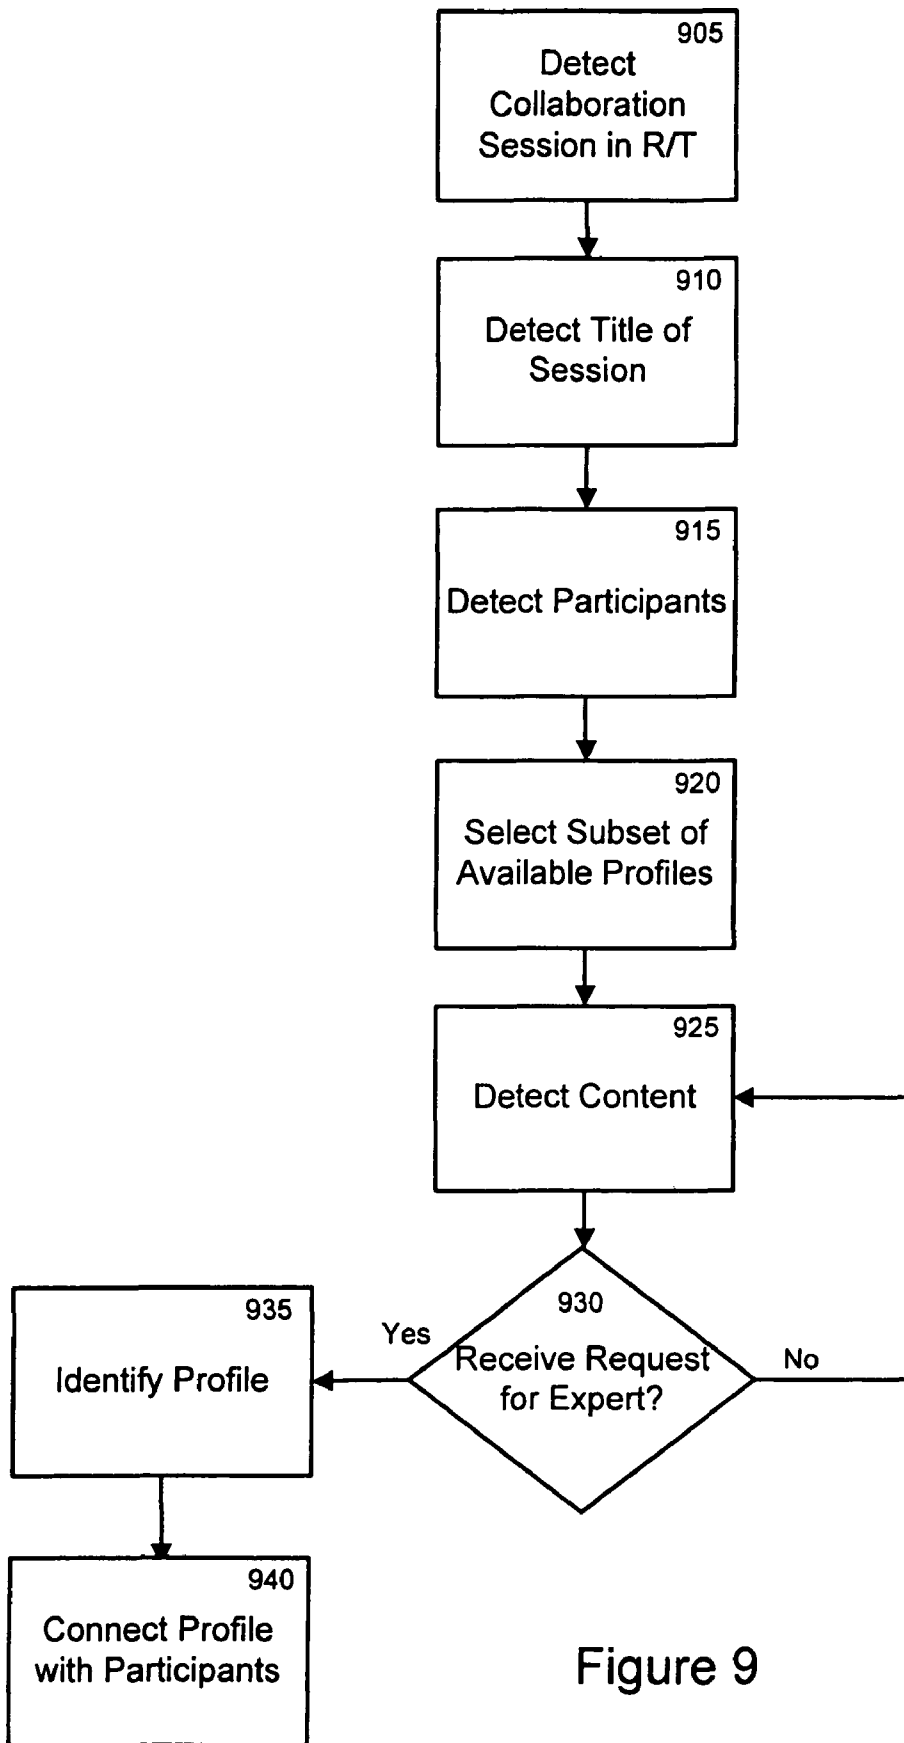 905
Detect
Collaboration
Session in R/T
910
Detect Title of
Session
915
Detect Participants
920
Select Subset of
Available Profiles
925
Detect Content
930
Receive Request
for Expert?
Yes
No
935
Identify Profile
940
Connect Profile
with Participants
Figure 9